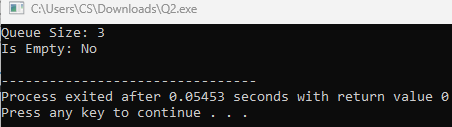 C:\Users\CS\Downloads\Q2.exe
Queue Size: 3
Is Empty: No
--------------------------------
Process exited after 0.05453 seconds with return value 0
Press any key to continue . . .